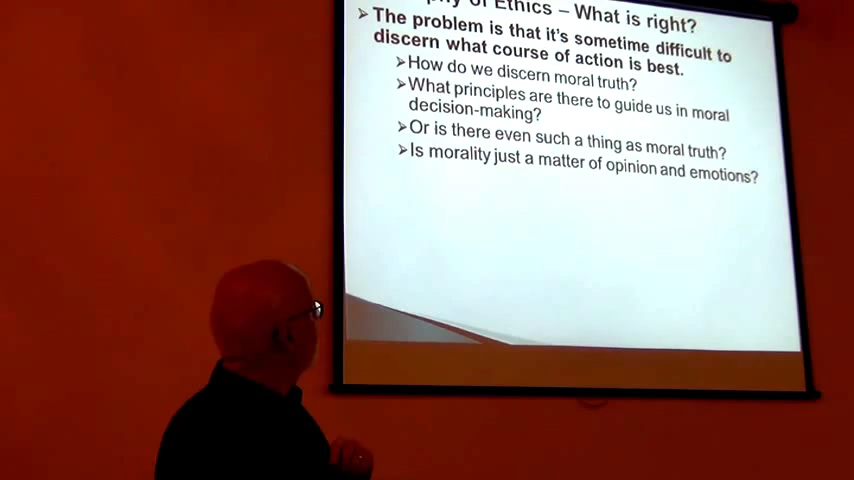 of Ethics – What is right?
➢The problem is that it's sometime difficult to
discern what course of action is best.
➢How do we discern moral truth?
➢What principles are there to guide us in moral
decision-making?
➢Or is there even such a thing as moral truth?
➢Is morality just a matter of opinion and emotions?